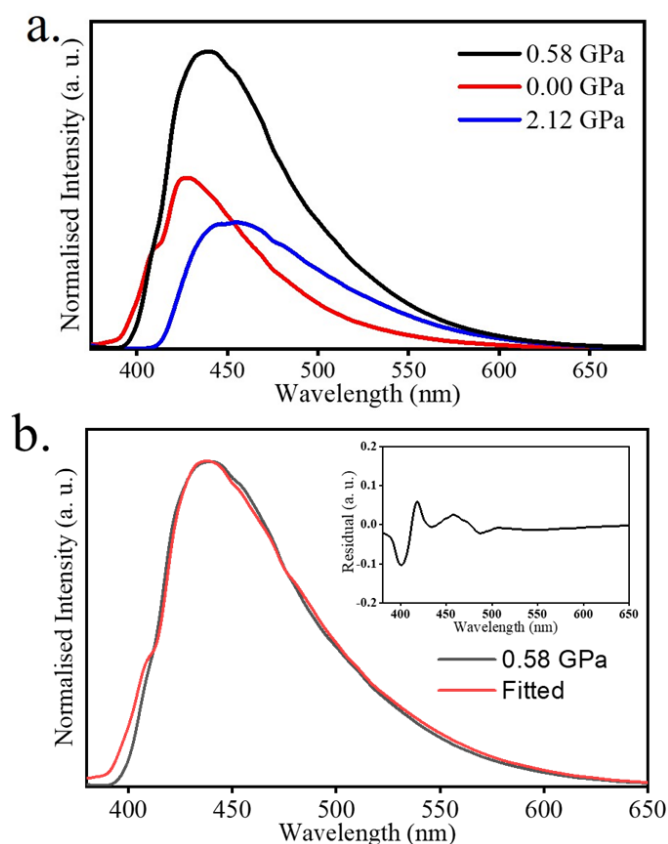 a.
Normalised Intensity (a. u.)
0.58 GPa
0.00 GPa
2.12 GPa
400 450 500 550 600 650
Wavelength (nm)
b.
Normalised Intensity (a. u.)
Residual (a. u.)
0.2
0.1
0.0
-0.1
-0.2
400 450 500 550 600 650
Wavelength (nm)
0.58 GPa
Fitted
400 450 500 550 600 650
Wavelength (nm)